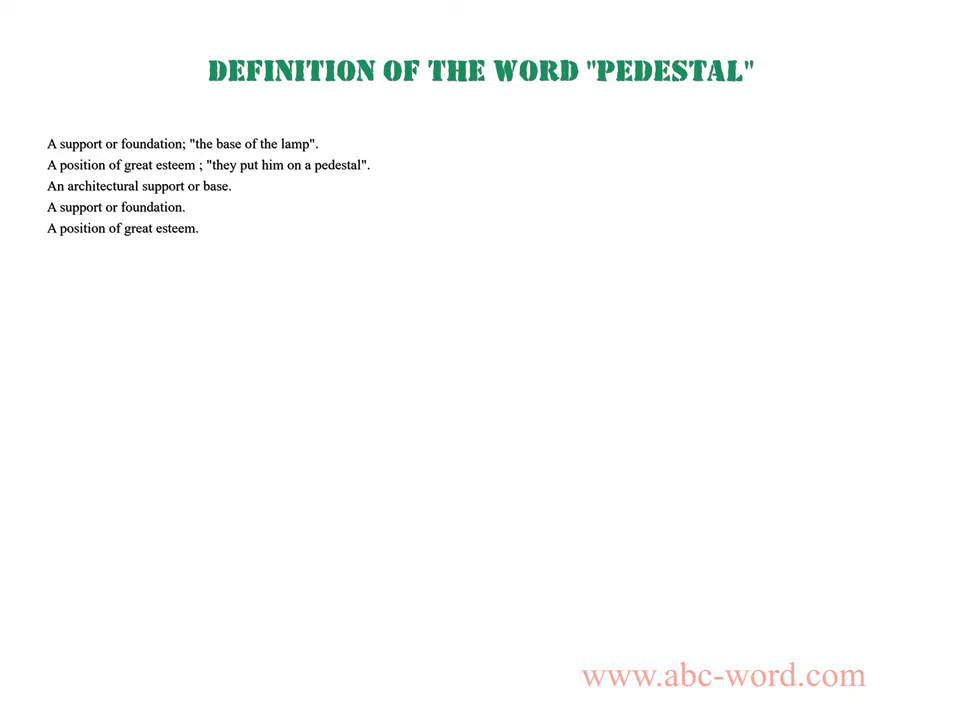 DEFINITION OF THE WORD "PEDESTAL"
A support or foundation; "the base of the lamp".
A position of great esteem ; "they put him on a pedestal".
An architectural support or base.
A support or foundation.
A position of great esteem.
www.abc-word.com